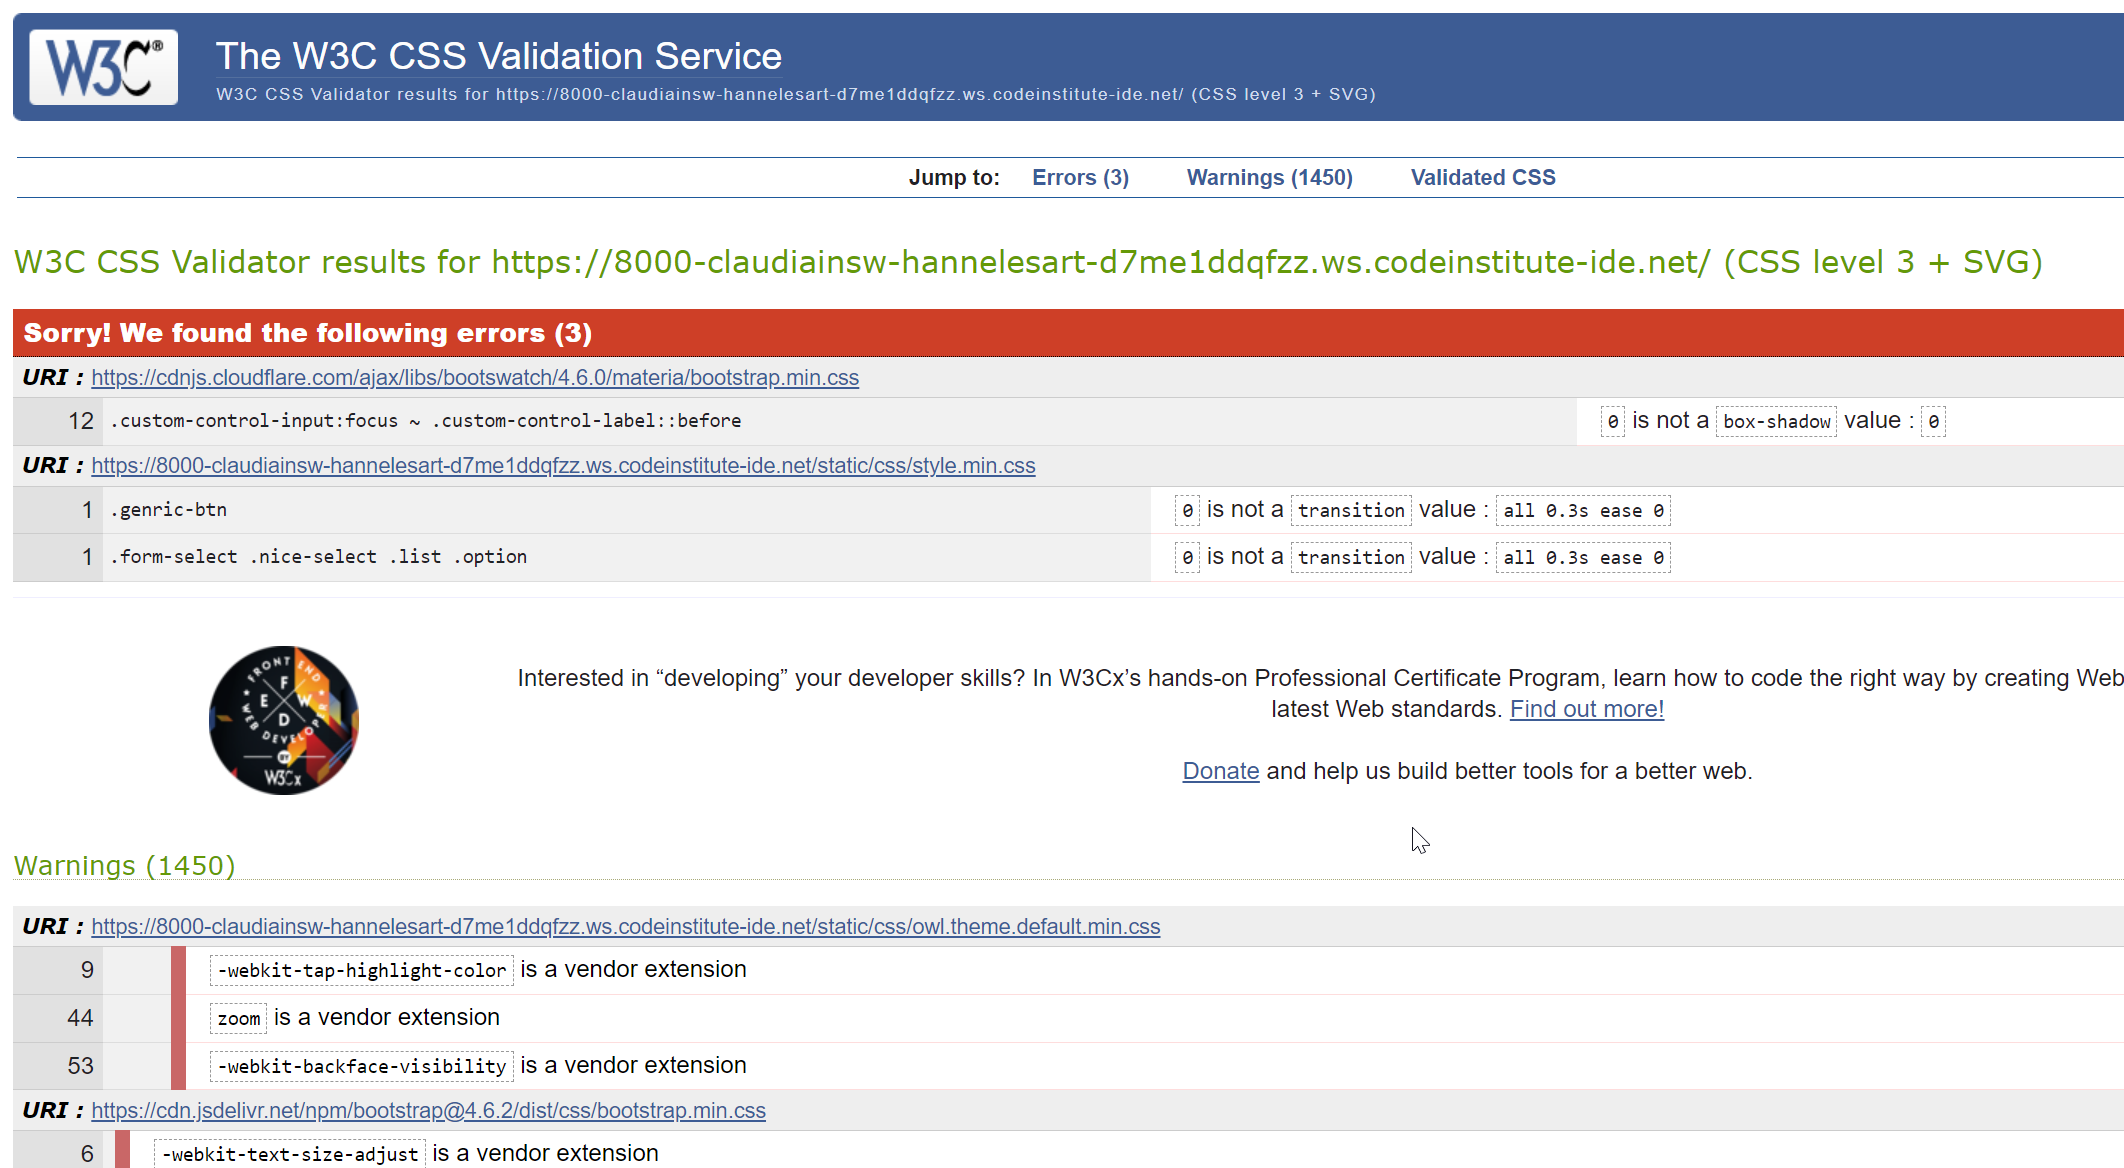 W3C®
The W3C CSS Validation Service
W3C CSS Validator results for https://8000-claudiainsw-hannelesart-d7me1ddqfzz.ws.codeinstitute-ide.net/ (CSS level 3 + SVG)
Jump to: Errors (3) Warnings (1450) Validated CSS
W3C CSS Validator results for https://8000-claudiainsw-hannelesart-d7me1ddqfzz.ws.codeinstitute-ide.net/ (CSS level 3 + SVG)
Sorry! We found the following errors (3)
URI : https://cdnjs.cloudflare.com/ajax/libs/bootswatch/4.6.0/materia/bootstrap.min.css
12 .custom-control-input:focus ~ .custom-control-label::before 0 is not a box-shadow value : 0
URI : https://8000-claudiainsw-hannelesart-d7me1ddqfzz.ws.codeinstitute-ide.net/static/css/style.min.css
1 .genric-btn 0 is not a transition value : all 0.3s ease 0
1 .form-select .nice-select .list .option 0 is not a transition value : all 0.3s ease 0
FRONT END
F E W D
WEB DEVELOPER
BY
W3Cx
Interested in “developing” your developer skills? In W3Cx’s hands-on Professional Certificate Program, learn how to code the right way by creating Web
latest Web standards. Find out more!
Donate and help us build better tools for a better web.
Warnings (1450)
URI : https://8000-claudiainsw-hannelesart-d7me1ddqfzz.ws.codeinstitute-ide.net/static/css/owl.theme.default.min.css
9 -webkit-tap-highlight-color is a vendor extension
44 zoom is a vendor extension
53 -webkit-backface-visibility is a vendor extension
URI : https://cdn.jsdelivr.net/npm/bootstrap@4.6.2/dist/css/bootstrap.min.css
6 -webkit-text-size-adjust is a vendor extension